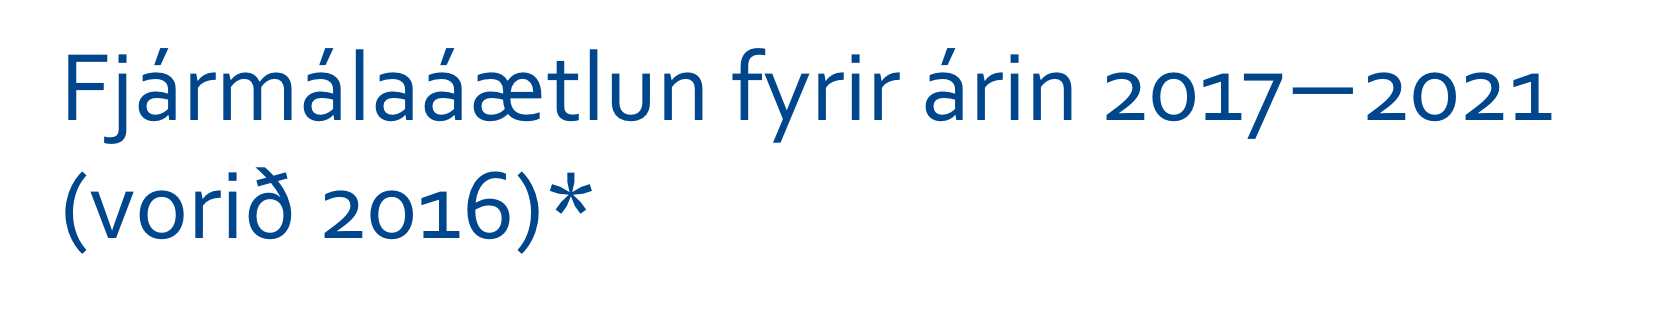 Fjármálaáætlun fyrir árin 2017—2021
(vorið 2016)*